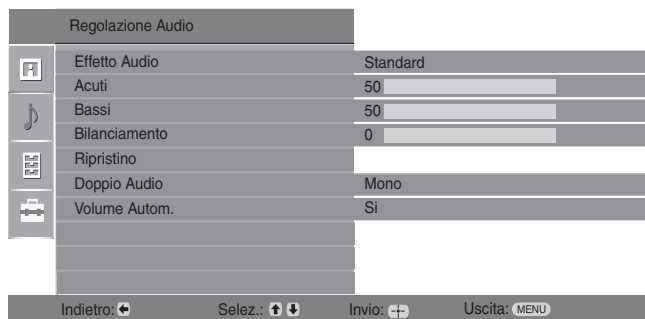 Regolazione Audio
Effetto Audio Standard
Acuti 50
Bassi 50
Bilanciamento 0
Ripristino
Doppio Audio Mono
Volume Autom. Si
Indietro: Selez.: Invio: Uscita: MENU